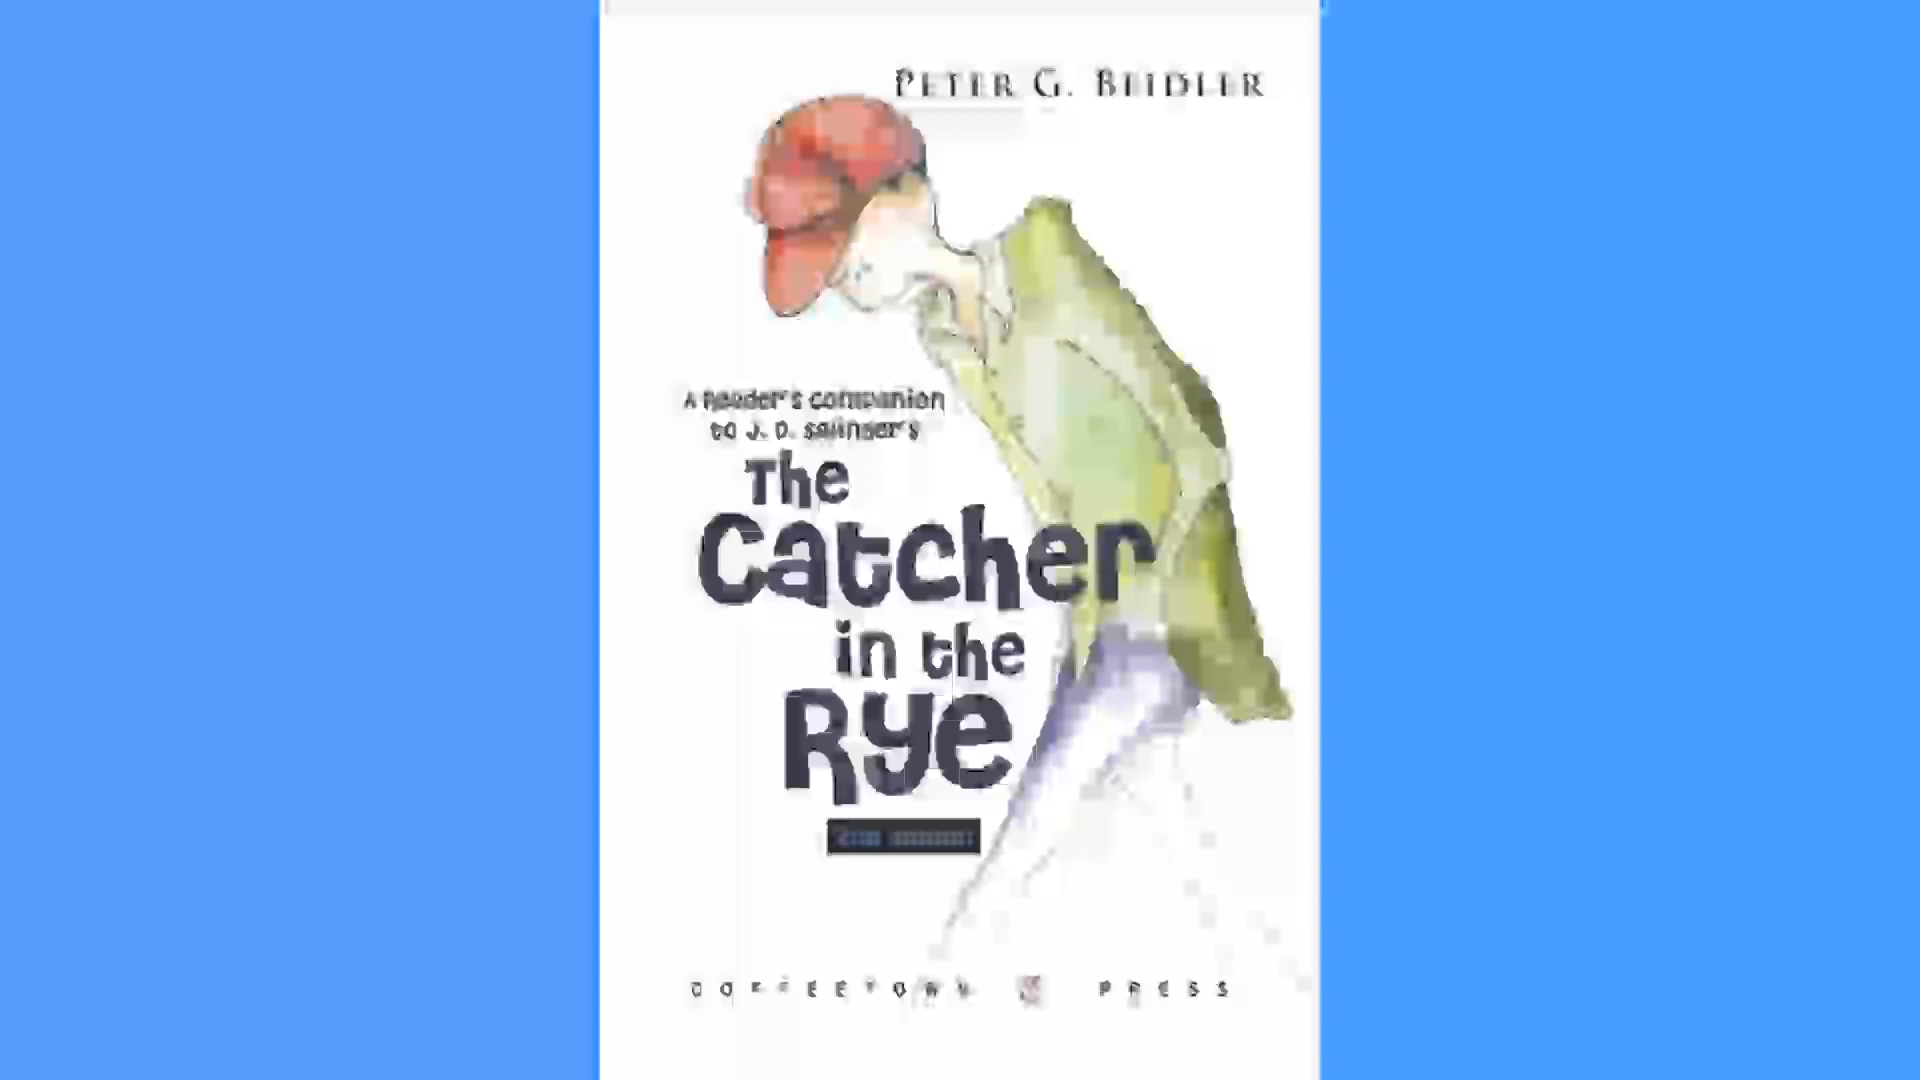 PETER G. BEIDLER
A Reader's companion
to J. D. Salinger's
The
Catcher
in the
Rye
COFFEETOWN PRESS